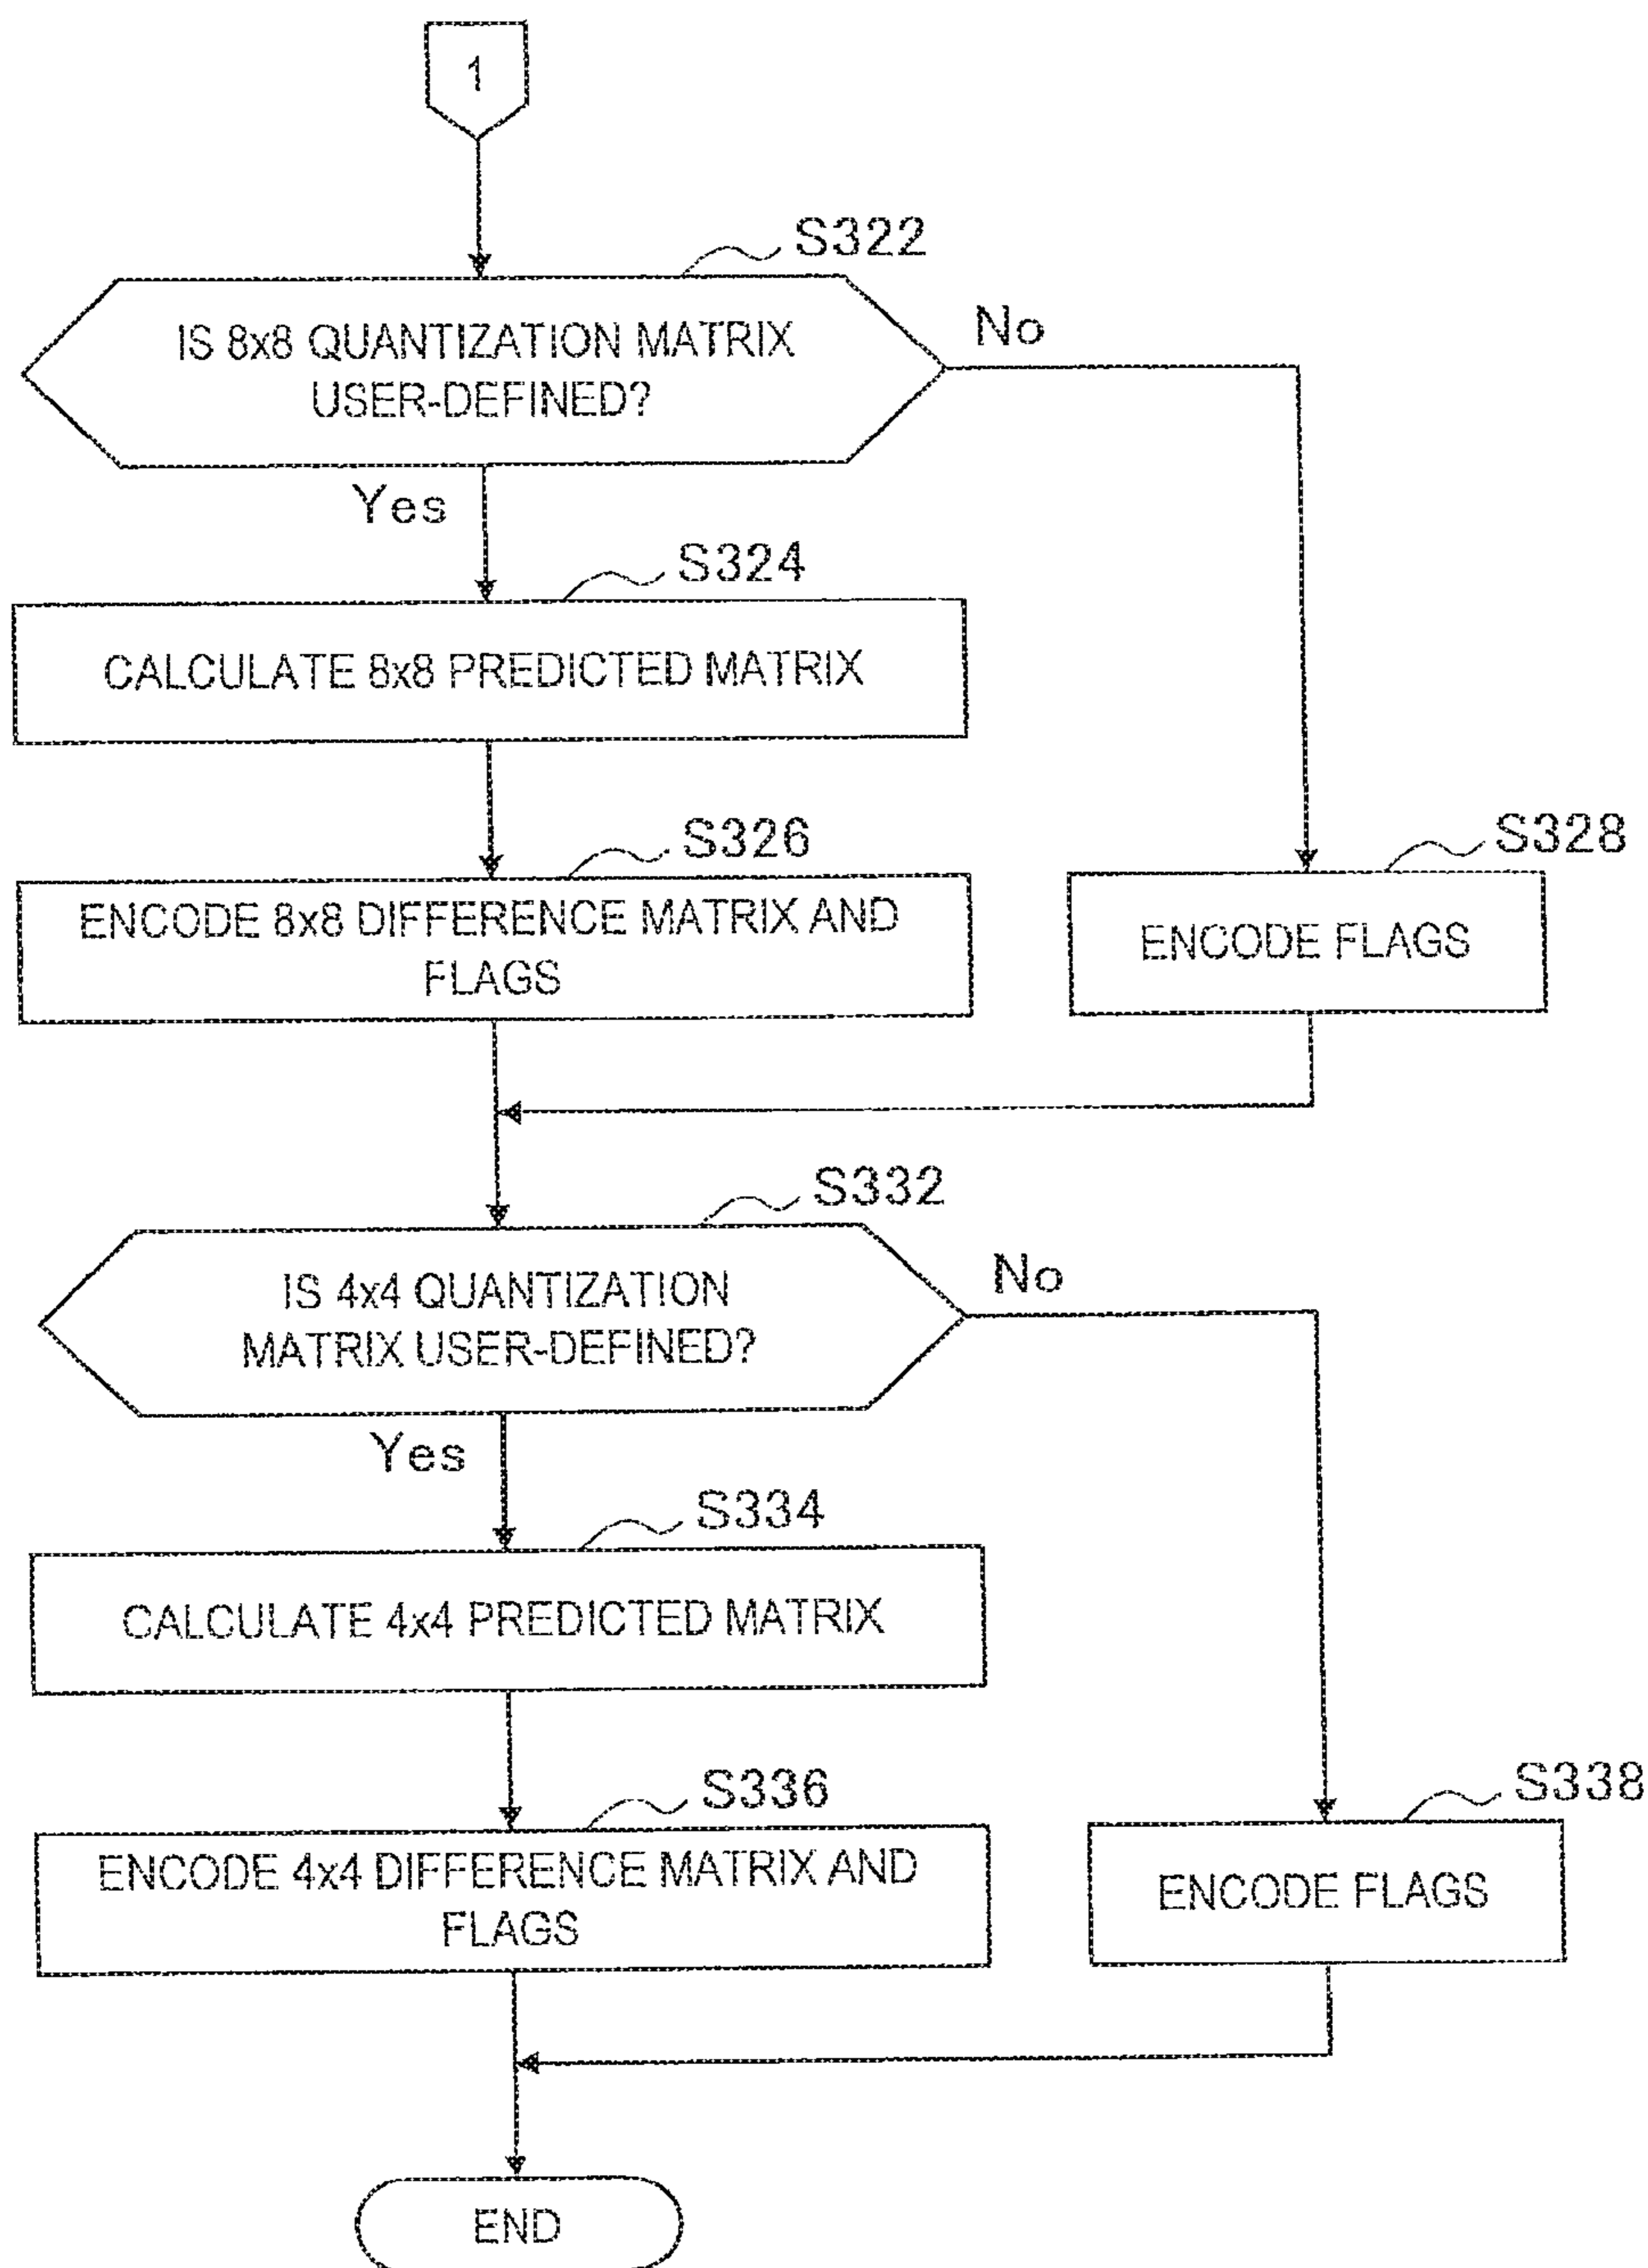 1
S322
IS 8x8 QUANTIZATION MATRIX
USER-DEFINED?
No
Yes
S324
CALCULATE 8x8 PREDICTED MATRIX
S326
ENCODE 8x8 DIFFERENCE MATRIX AND
FLAGS
S328
ENCODE FLAGS
S332
IS 4x4 QUANTIZATION
MATRIX USER-DEFINED?
No
Yes
S334
CALCULATE 4x4 PREDICTED MATRIX
S336
ENCODE 4x4 DIFFERENCE MATRIX AND
FLAGS
S338
ENCODE FLAGS
END